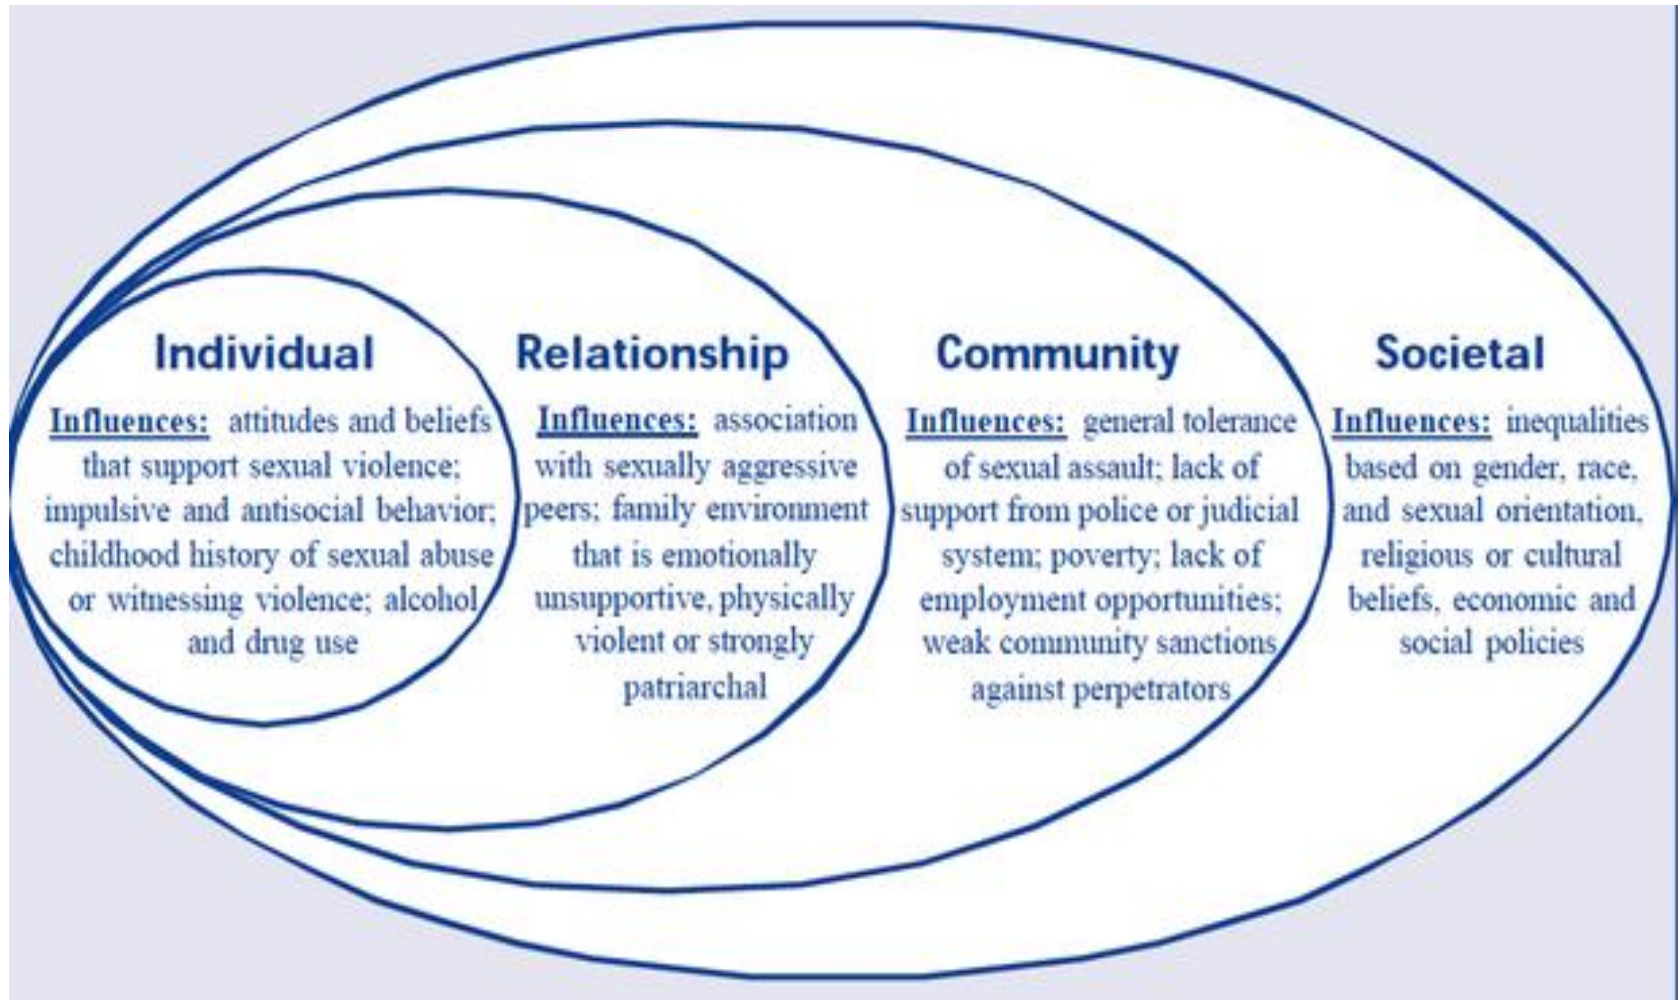 Individual
Influences: attitudes and beliefs
that support sexual violence;
impulsive and antisocial behavior;
childhood history of sexual abuse
or witnessing violence; alcohol
and drug use
Relationship
Influences: association
with sexually aggressive
peers; family environment
that is emotionally
unsupportive, physically
violent or strongly
patriarchal
Community
Influences: general tolerance
of sexual assault; lack of
support from police or judicial
system; poverty; lack of
employment opportunities;
weak community sanctions
against perpetrators
Societal
Influences: inequalities
based on gender, race,
and sexual orientation,
religious or cultural
beliefs, economic and
social policies